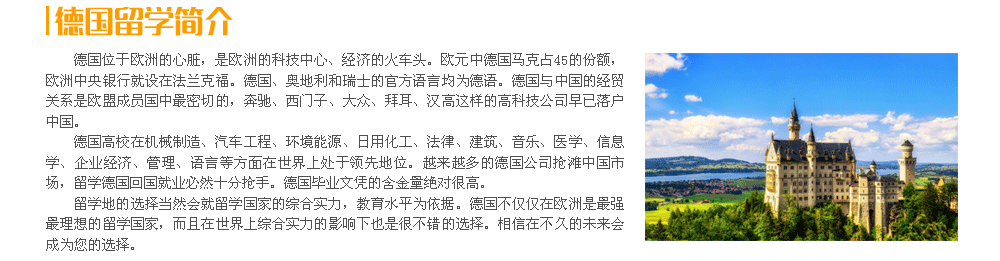 德国留学简介
德国位于欧洲的心脏，是欧洲的科技中心、经济的火车头。欧元中德国马克占45的份额，
欧洲中央银行就设在法兰克福。德国、奥地利和瑞士的官方语言均为德语。德国与中国的经贸
关系是欧盟成员国中最密切的，奔驰、西门子、大众、拜耳、汉高这样的高科技公司早已落户
中国。
德国高校在机械制造、汽车工程、环境能源、日用化工、法律、建筑、音乐、医学、信息
学、企业经济、管理、语言等方面在世界上处于领先地位。越来越多的德国公司抢滩中国市
场，留学德国回国就业必然十分抢手。德国毕业文凭的含金量绝对很高。
留学地的选择当然会就留学国家的综合实力，教育水平为依据。德国不仅仅在欧洲是最强
最理想的留学国家，而且在世界上综合实力的影响下也是很不错的选择。相信在不久的未来会
成为您的选择。